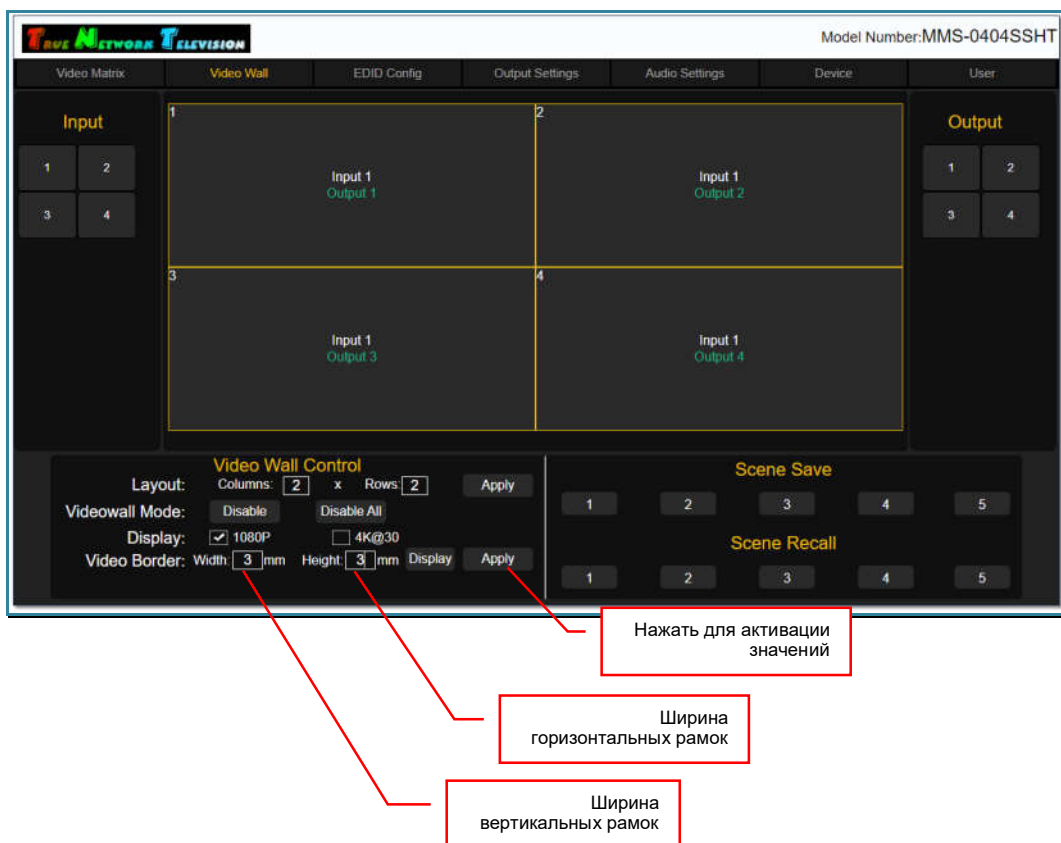 True Network Television
Model Number:MMS-0404SSHT
Video Matrix Video Wall EDID Config Output Settings Audio Settings Device User
Input
1 2
3 4
1
Input 1
Output 1
2
Input 1
Output 2
3
Input 1
Output 3
4
Input 1
Output 4
Output
1 2
3 4
Video Wall Control
Layout: Columns: 2 x Rows: 2 Apply
Videowall Mode: Disable Disable All
Display: 1080P 4K@30
Video Border: Width: 3 mm Height: 3 mm Display Apply
Scene Save
1 2 3 4 5
Scene Recall
1 2 3 4 5
Нажать для активации
значений
Ширина
горизонтальных рамок
Ширина
вертикальных рамок